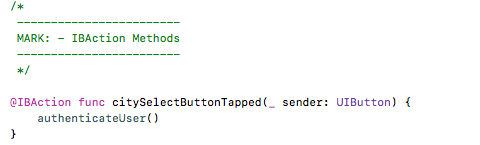 /*
------------------------
MARK: - IBAction Methods
------------------------
*/
@IBAction func citySelectButtonTapped(_ sender: UIButton) {
authenticateUser()
}